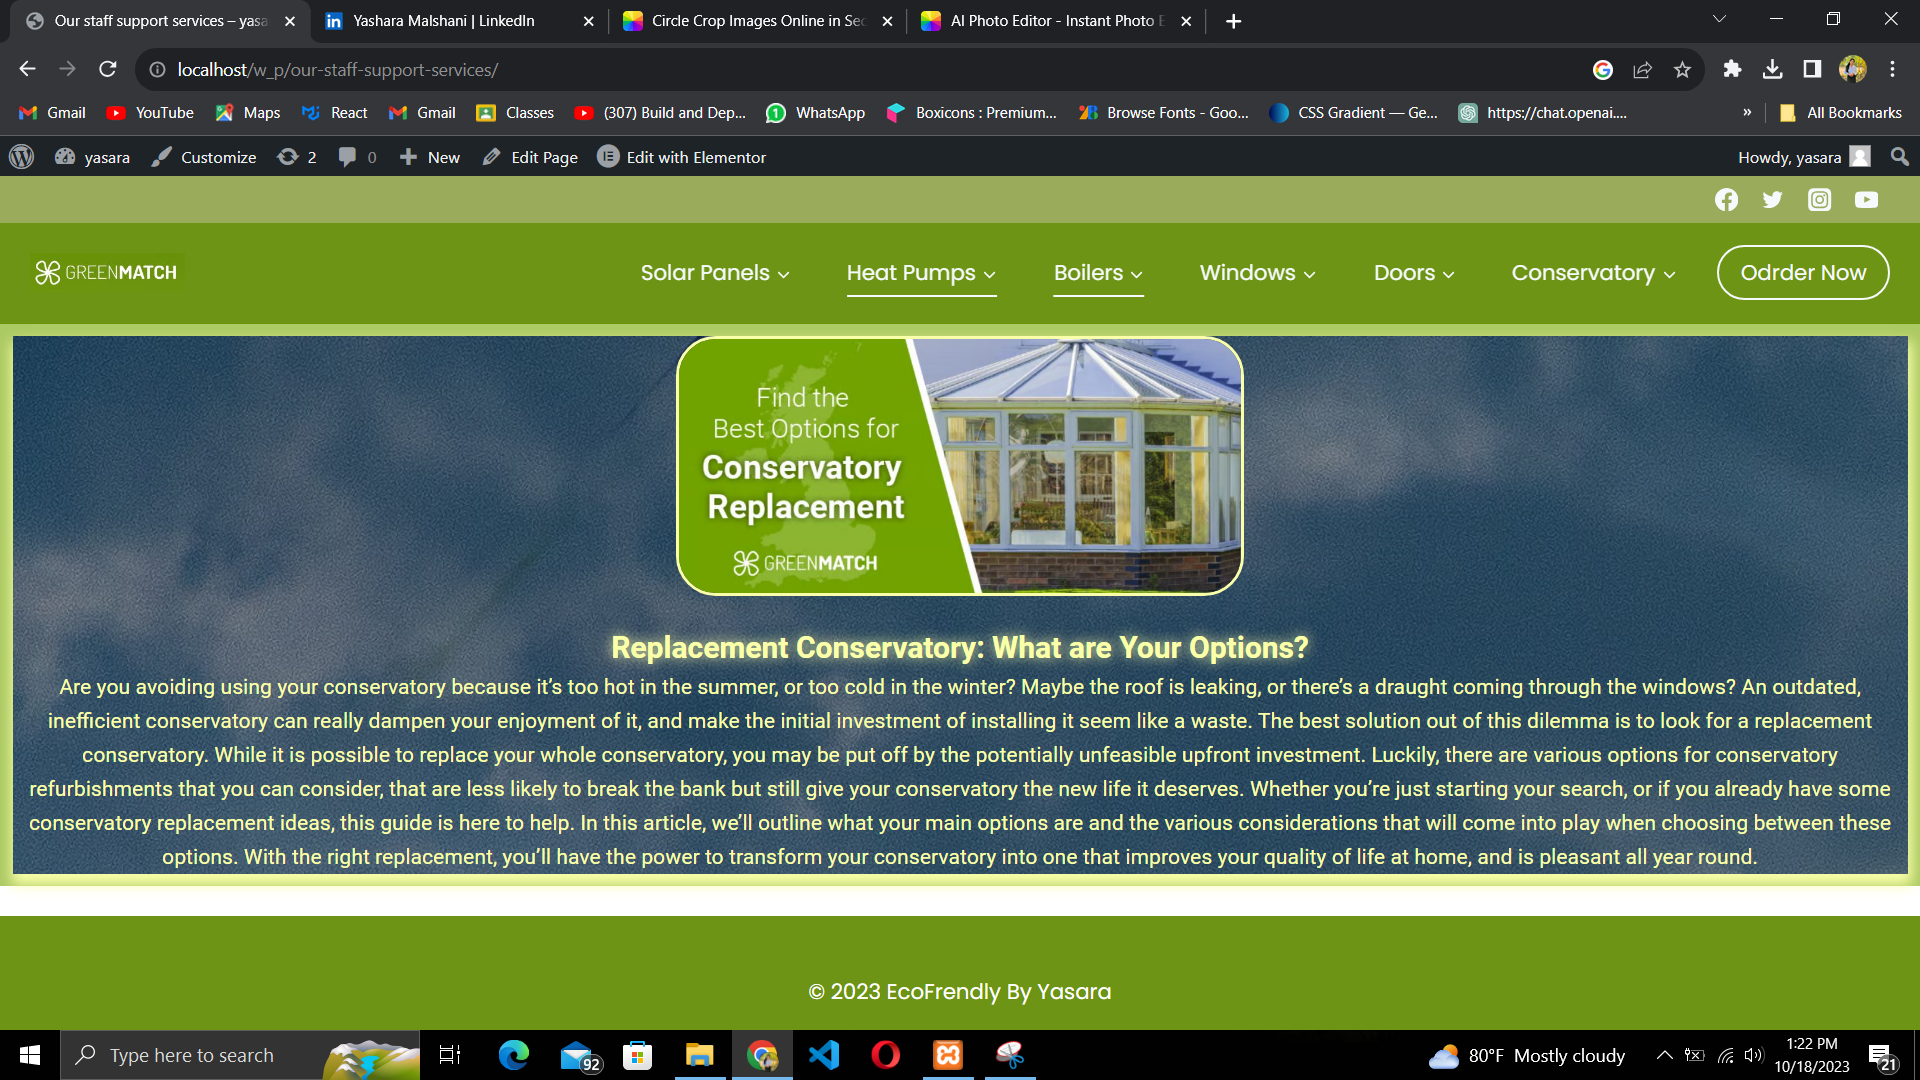 Our staff support services – yasa
Yashara Malshani | LinkedIn
Circle Crop Images Online in Sec
AI Photo Editor - Instant Photo E
localhost/w_p/our-staff-support-services/
Gmail
YouTube
Maps
React
Gmail
Classes
(307) Build and Dep...
WhatsApp
Boxicons : Premium...
Browse Fonts - Goo...
CSS Gradient — Ge...
https://chat.openai....
»
All Bookmarks
yasara
Customize
2
0
New
Edit Page
Edit with Elementor
Howdy, yasara
GREENMATCH
Solar Panels
Heat Pumps
Boilers
Windows
Doors
Conservatory
Odrder Now
Find the
Best Options for
Conservatory
Replacement
GREENMATCH
Replacement Conservatory: What are Your Options?
Are you avoiding using your conservatory because it’s too hot in the summer, or too cold in the winter? Maybe the roof is leaking, or there’s a draught coming through the windows? An outdated,
inefficient conservatory can really dampen your enjoyment of it, and make the initial investment of installing it seem like a waste. The best solution out of this dilemma is to look for a replacement
conservatory. While it is possible to replace your whole conservatory, you may be put off by the potentially unfeasible upfront investment. Luckily, there are various options for conservatory
refurbishments that you can consider, that are less likely to break the bank but still give your conservatory the new life it deserves. Whether you’re just starting your search, or if you already have some
conservatory replacement ideas, this guide is here to help. In this article, we’ll outline what your main options are and the various considerations that will come into play when choosing between these
options. With the right replacement, you’ll have the power to transform your conservatory into one that improves your quality of life at home, and is pleasant all year round.
© 2023 EcoFrendly By Yasara
Type here to search
92
80°F Mostly cloudy
1:22 PM
10/18/2023
21